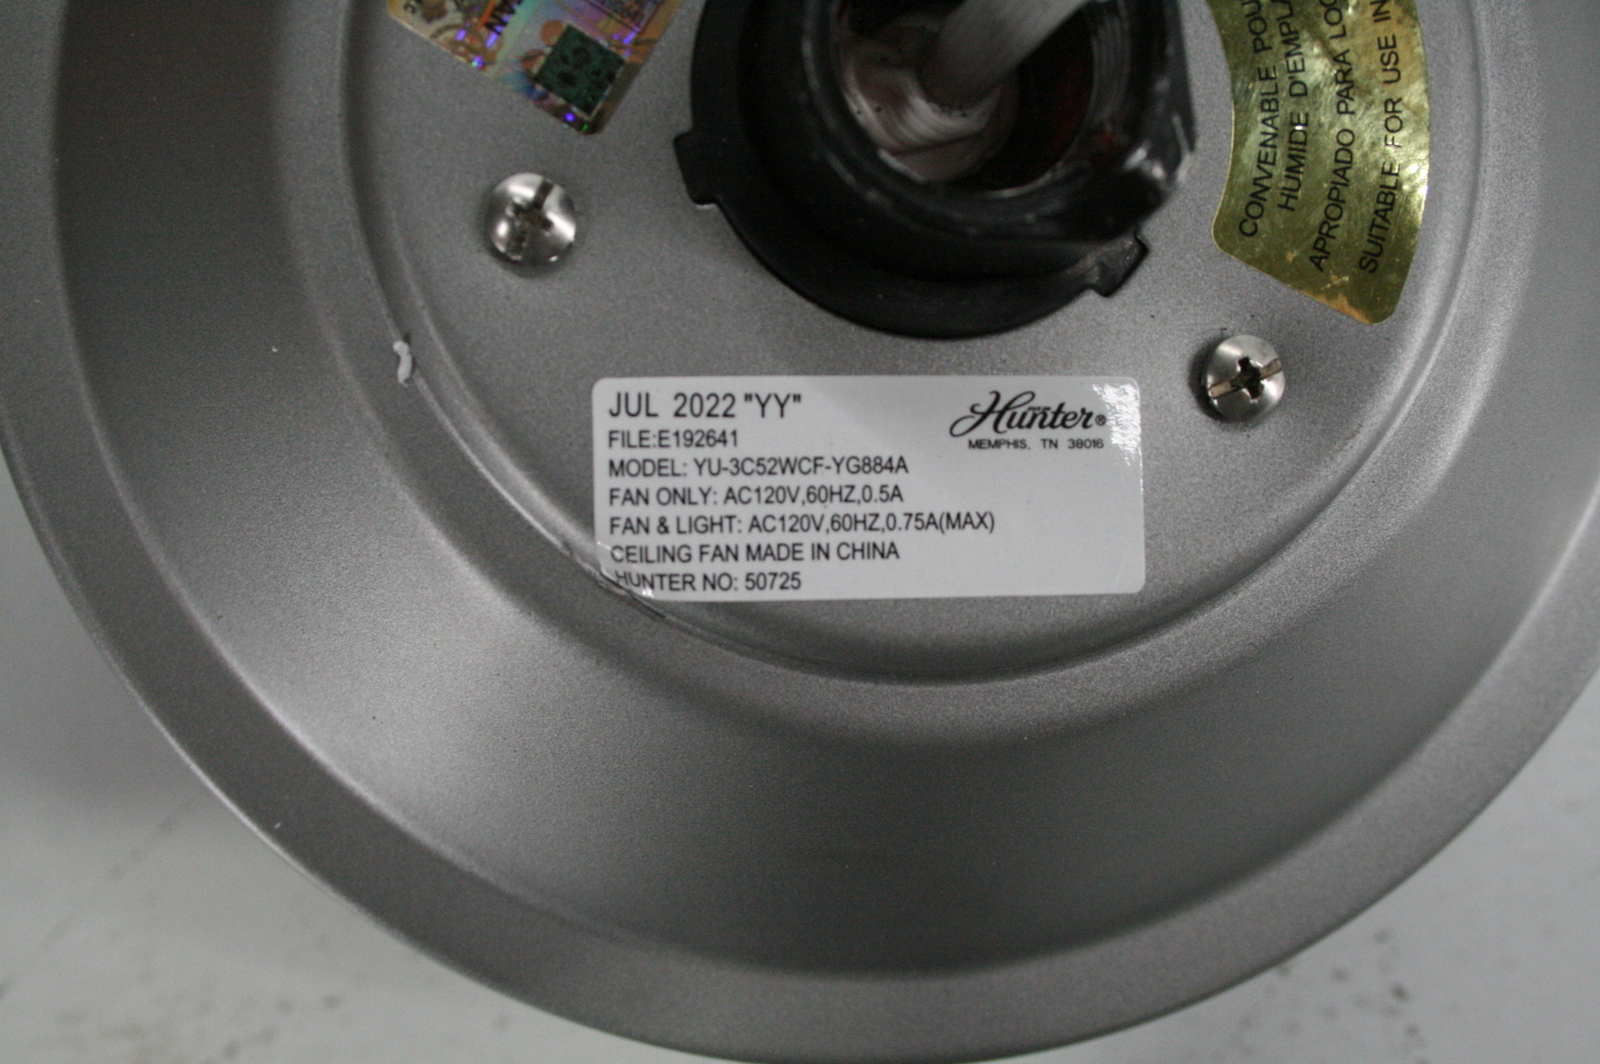 JUL 2022 "YY"
FILE:E192641
MODEL: YU-3C52WCF-YG884A
FAN ONLY: AC120V,60HZ,0.5A
FAN & LIGHT: AC120V,60HZ,0.75A(MAX)
CEILING FAN MADE IN CHINA
HUNTER NO: 50725
Hunter®
MEMPHIS, TN 38016
CONVENABLE POU
HUMIDE D'EMPL
APROPIADO PARA LOC
SUITABLE FOR USE IN